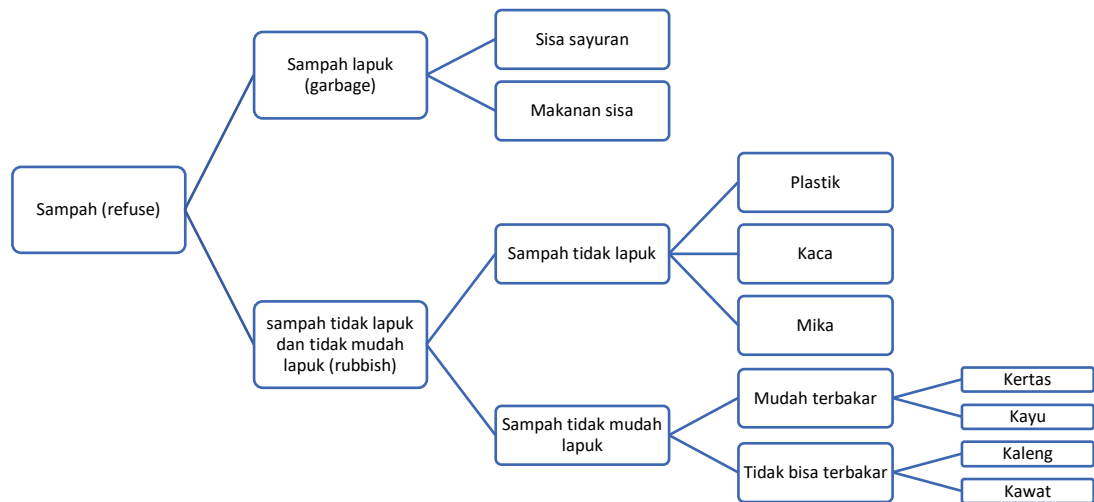 Sampah (refuse)
Sampah lapuk
(garbage)
Sisa sayuran
Makanan sisa
sampah tidak lapuk
dan tidak mudah
lapuk (rubbish)
Sampah tidak lapuk
Plastik
Kaca
Mika
Sampah tidak mudah
lapuk
Mudah terbakar
Kertas
Kayu
Tidak bisa terbakar
Kaleng
Kawat